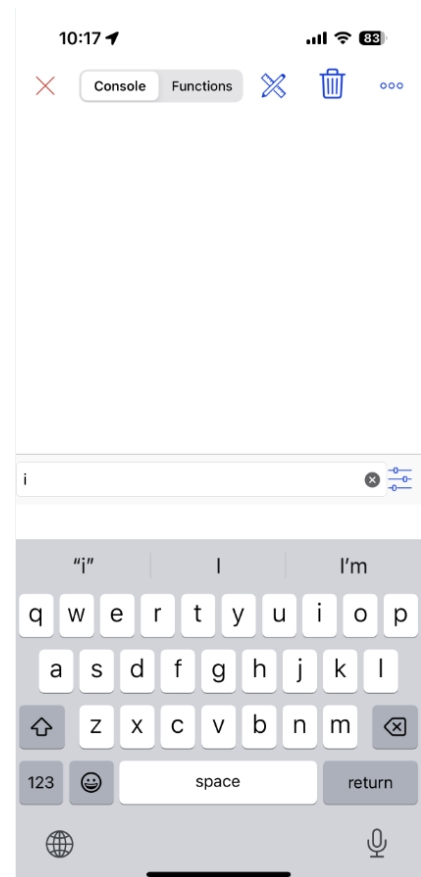 10:17
83
Console Functions
i
"i" I I'm
q w e r t y u i o p
a s d f g h j k l
z x c v b n m
123 space return